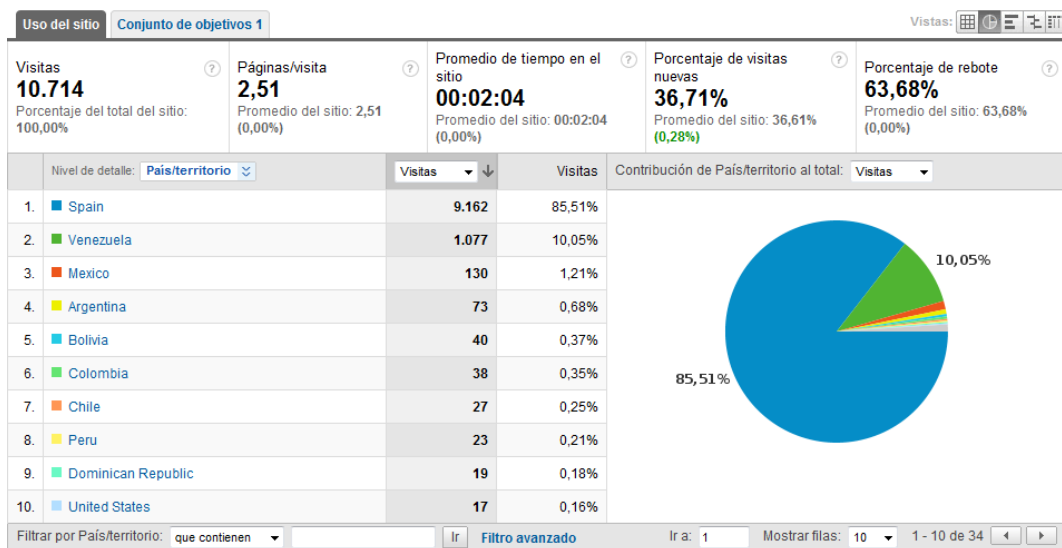 Uso del sitio Conjunto de objetivos 1 Vistas:
Visitas ?
10.714
Porcentaje del total del sitio:
100,00%
Páginas/visita ?
2,51
Promedio del sitio: 2,51
(0,00%)
Promedio de tiempo en el ?
sitio
00:02:04
Promedio del sitio: 00:02:04
(0,00%)
Porcentaje de visitas ?
nuevas
36,71%
Promedio del sitio: 36,61%
(0,28%)
Porcentaje de rebote ?
63,68%
Promedio del sitio: 63,68%
(0,00%)
Nivel de detalle: País/territorio Visitas Visitas Contribución de País/territorio al total: Visitas
1. Spain 9.162 85,51%
2. Venezuela 1.077 10,05%
3. Mexico 130 1,21%
4. Argentina 73 0,68%
5. Bolivia 40 0,37%
6. Colombia 38 0,35%
7. Chile 27 0,25%
8. Peru 23 0,21%
9. Dominican Republic 19 0,18%
10. United States 17 0,16%
10,05%
85,51%
Filtrar por País/territorio: que contienen Ir Filtro avanzado Ir a: 1 Mostrar filas: 10 1 - 10 de 34